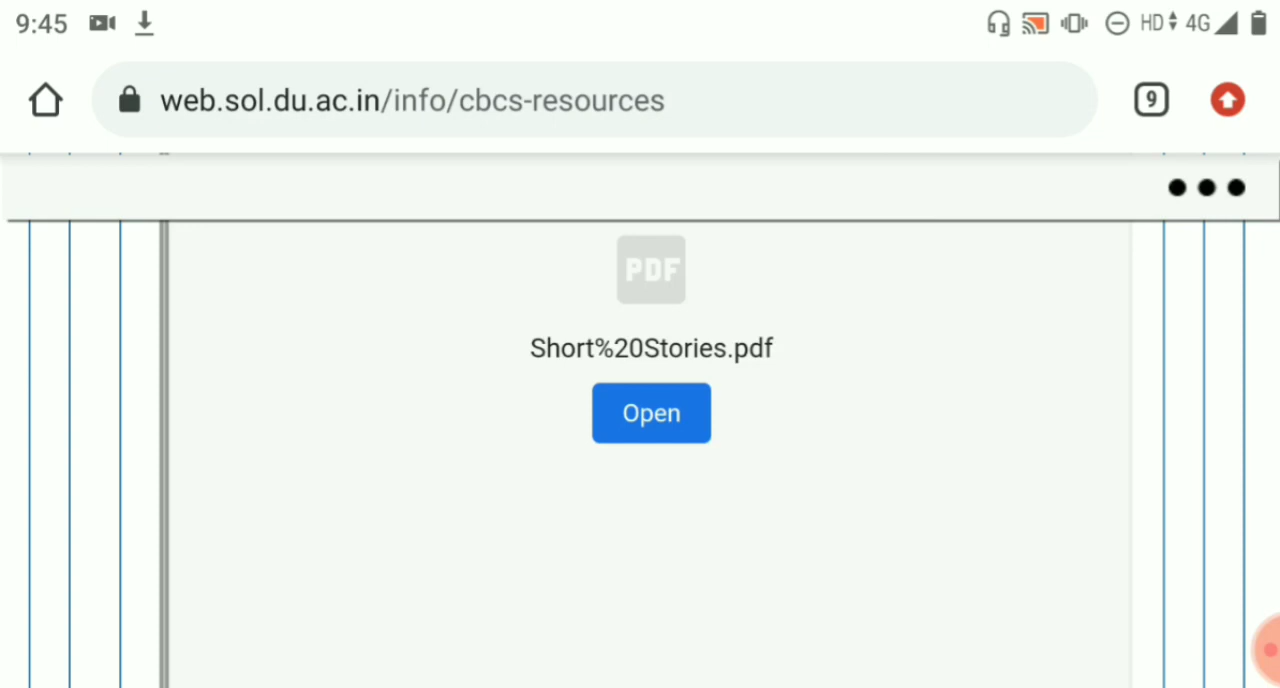 9:45 HD 4G
web.sol.du.ac.in/info/cbcs-resources 9
PDF
Short%20Stories.pdf
Open